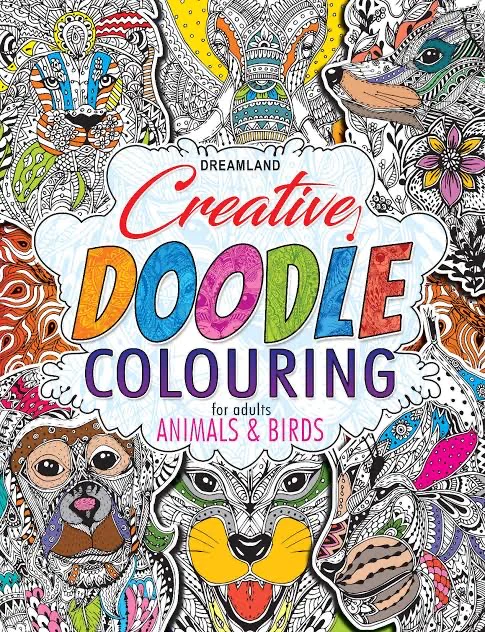 DREAMLAND
Creative
DOODLE
COLOURING
for adults
ANIMALS & BIRDS